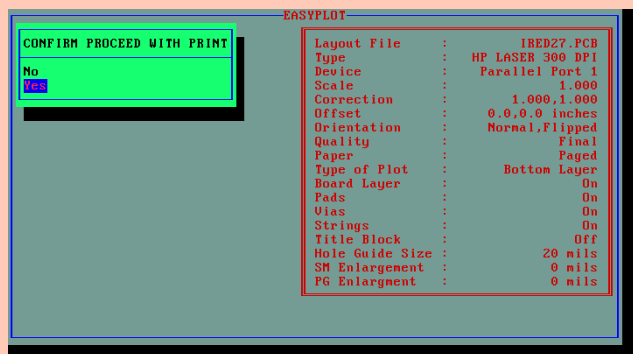 EASYPLOT
CONFIRM PROCEED WITH PRINT
No
Yes
Layout File : IRED27.PCB
Type : HP LASER 300 DPI
Device : Parallel Port 1
Scale : 1.000
Correction : 1.000,1.000
Offset : 0.0,0.0 inches
Orientation : Normal,Flipped
Quality : Final
Paper : Paged
Type of Plot : Bottom Layer
Board Layer : On
Pads : On
Vias : On
Strings : On
Title Block : Off
Hole Guide Size : 20 mils
SM Enlargement : 0 mils
PG Enlargment : 0 mils